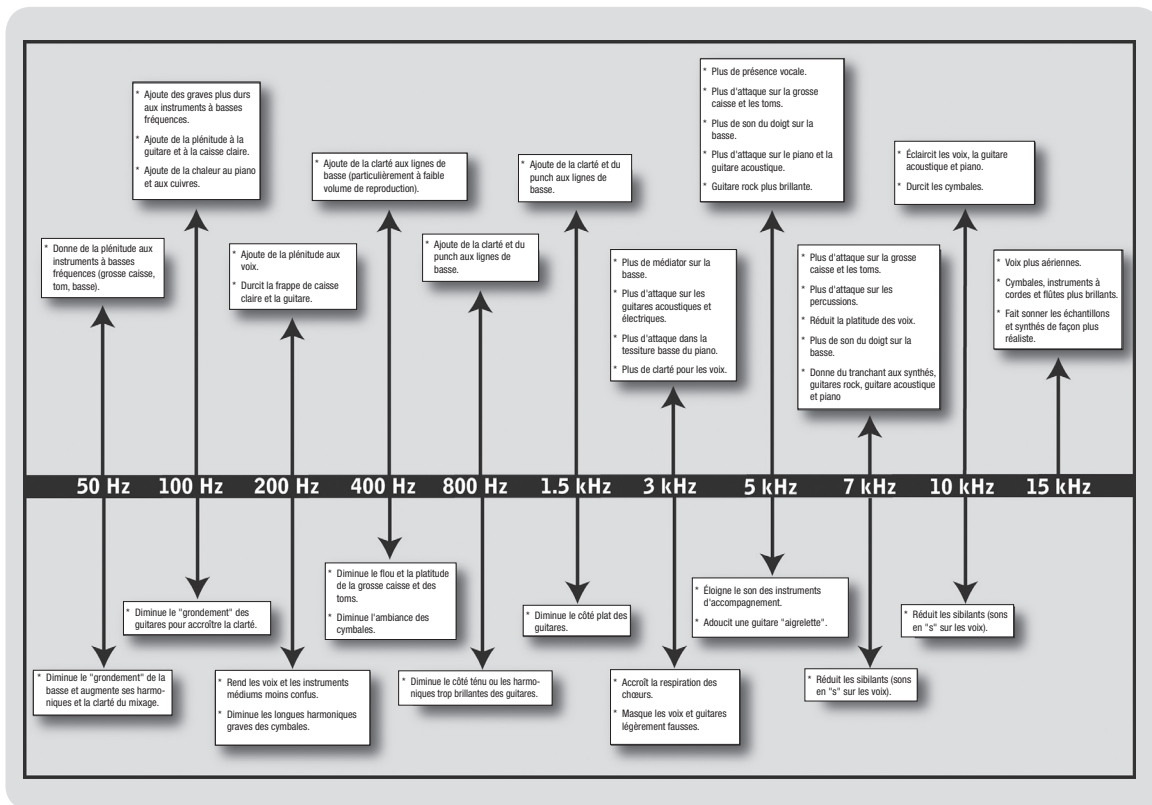 * Ajoute des graves plus durs
aux instruments à basses
fréquences.
* Ajoute de la plénitude à la
guitare et à la caisse claire.
* Ajoute de la chaleur au piano
et aux cuivres.
* Ajoute de la clarté aux lignes de
basse (particulièrement à faible
volume de reproduction).
* Ajoute de la clarté et du
punch aux lignes de
basse.
* Plus de présence vocale.
* Plus d'attaque sur la grosse
caisse et les toms.
* Plus de son du doigt sur la
basse.
* Plus d'attaque sur le piano et la
guitare acoustique.
* Guitare rock plus brillante.
* Éclaircit les voix, la guitare
acoustique et piano.
* Durcit les cymbales.
* Donne de la plénitude aux
instruments à basses
fréquences (grosse caisse,
tom, basse).
* Ajoute de la plénitude aux
voix.
* Durcit la frappe de caisse
claire et la guitare.
* Ajoute de la clarté et du
punch aux lignes de
basse.
* Plus de médiator sur la
basse.
* Plus d'attaque sur les
guitares acoustiques et
électriques.
* Plus d'attaque dans la
tessiture basse du piano.
* Plus de clarté pour les voix.
* Plus d'attaque sur la grosse
caisse et les toms.
* Plus d'attaque sur les
percussions.
* Réduit la platitude des voix.
* Plus de son du doigt sur la
basse.
* Donne du tranchant aux synthés,
guitares rock, guitare acoustique
et piano
* Voix plus aériennes.
* Cymbales, instruments à
cordes et flûtes plus brillants.
* Fait sonner les échantillons
et synthés de façon plus
réaliste.
50 Hz 100 Hz 200 Hz 400 Hz 800 Hz 1.5 kHz 3 kHz 5 kHz 7 kHz 10 kHz 15 kHz
* Diminue le "grondement" des
guitares pour accroître la clarté.
* Diminue le flou et la platitude
de la grosse caisse et des
toms.
* Diminue l'ambiance des
cymbales.
* Diminue le côté plat des
guitares.
* Éloigne le son des instruments
d'accompagnement.
* Adoucit une guitare "aigrelette".
* Réduit les sibilants (sons
en "s" sur les voix).
* Diminue le "grondement" de la
basse et augmente ses harmo-
niques et la clarté du mixage.
* Rend les voix et les instruments
médiums moins confus.
* Diminue les longues harmoniques
graves des cymbales.
* Diminue le côté ténu ou les harmo-
niques trop brillantes des guitares.
* Accroît la respiration des
chœurs.
* Masque les voix et guitares
légèrement fausses.
* Réduit les sibilants (sons
en "s" sur les voix).